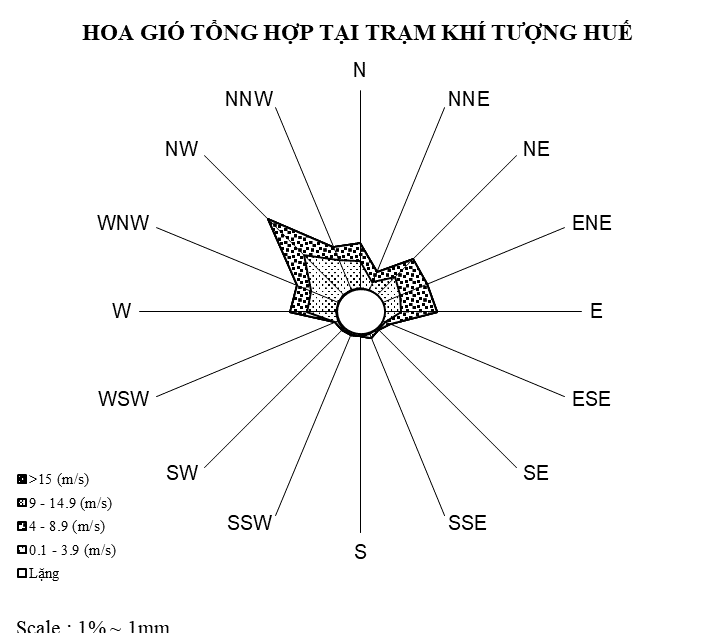 HOA GIÓ TỔNG HỢP TẠI TRẠM KHÍ TƯỢNG HUẾ
N
NNW NNE
NW NE
WNW ENE
W E
WSW ESE
SW SE
SSW SSE
S
>15 (m/s)
9 - 14.9 (m/s)
4 - 8.9 (m/s)
0.1 - 3.9 (m/s)
Lặng
Scale : 1% ~ 1mm